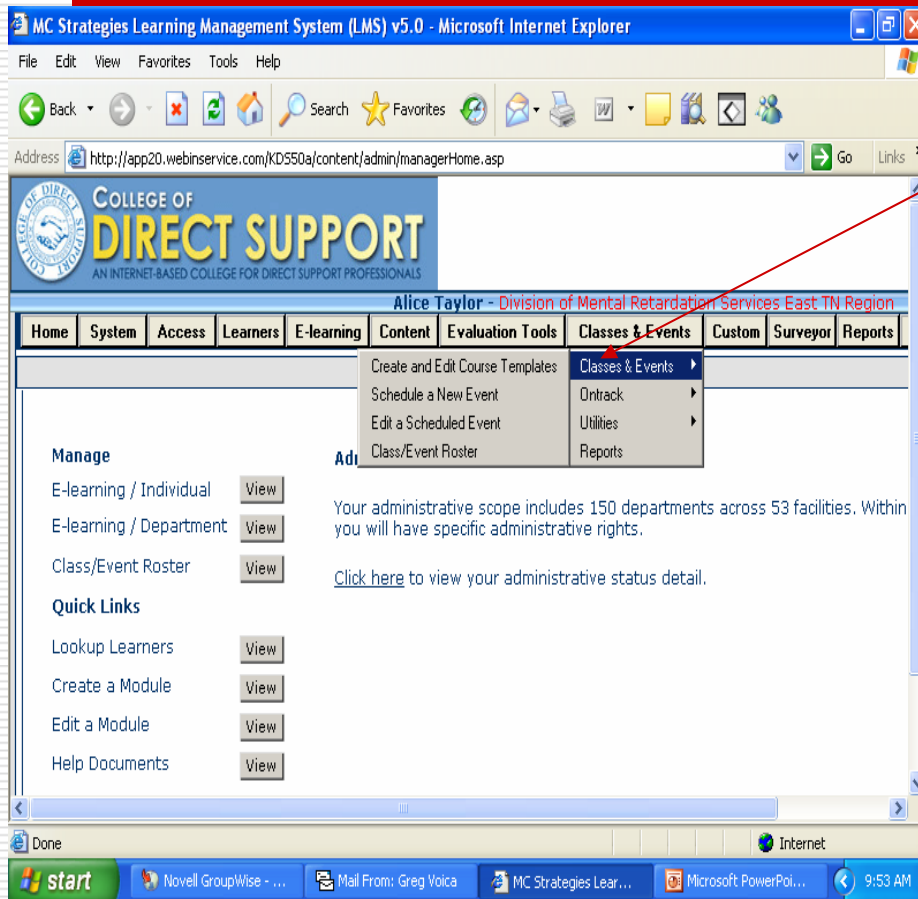 MC Strategies Learning Management System (LMS) v5.0 - Microsoft Internet Explorer
File Edit View Favorites Tools Help
Back Search Favorites
Address http://app20.webinservice.com/KDS50a/content/admin/managerHome.asp Go Links
COLLEGE OF
DIRECT SUPPORT
AN INTERNET-BASED COLLEGE FOR DIRECT SUPPORT PROFESSIONALS
COLLEGE OF DIRECT SUPPORT
Alice Taylor - Division of Mental Retardation Services East TN Region
Home System Access Learners E-learning Content Evaluation Tools Classes & Events Custom Surveyor Reports
Create and Edit Course Templates Classes & Events
Schedule a New Event Ontrack
Edit a Scheduled Event Utilities
Class/Event Roster Reports
Manage
E-learning / Individual View
E-learning / Department View
Class/Event Roster View
Quick Links
Lookup Learners View
Create a Module View
Edit a Module View
Help Documents View
Your administrative scope includes 150 departments across 53 facilities. Within
you will have specific administrative rights.
Click here to view your administrative status detail.
Done Internet
start Novell GroupWise - ... Mail From: Greg Voica MC Strategies Lear... Microsoft PowerPoi... 9:53 AM